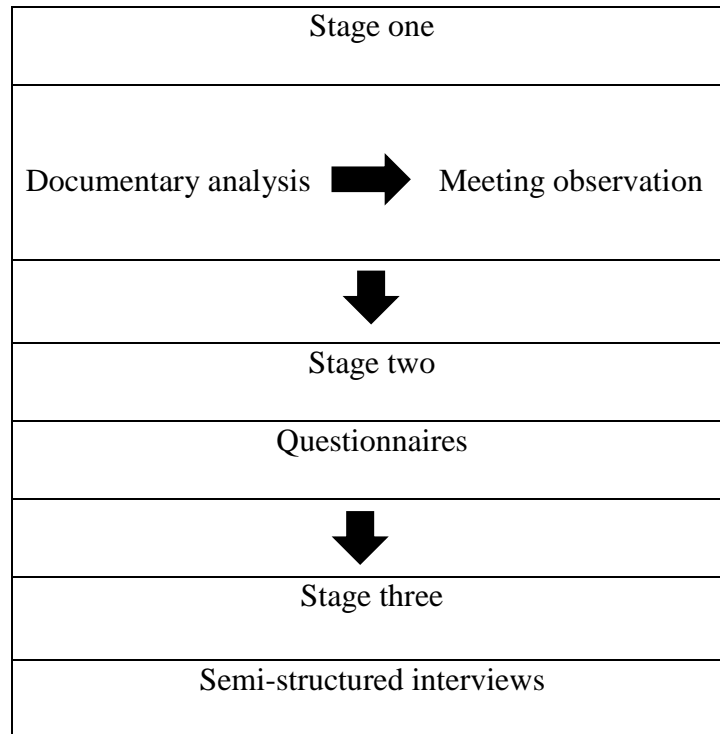 Stage one
Documentary analysis Meeting observation
Stage two
Questionnaires
Stage three
Semi-structured interviews